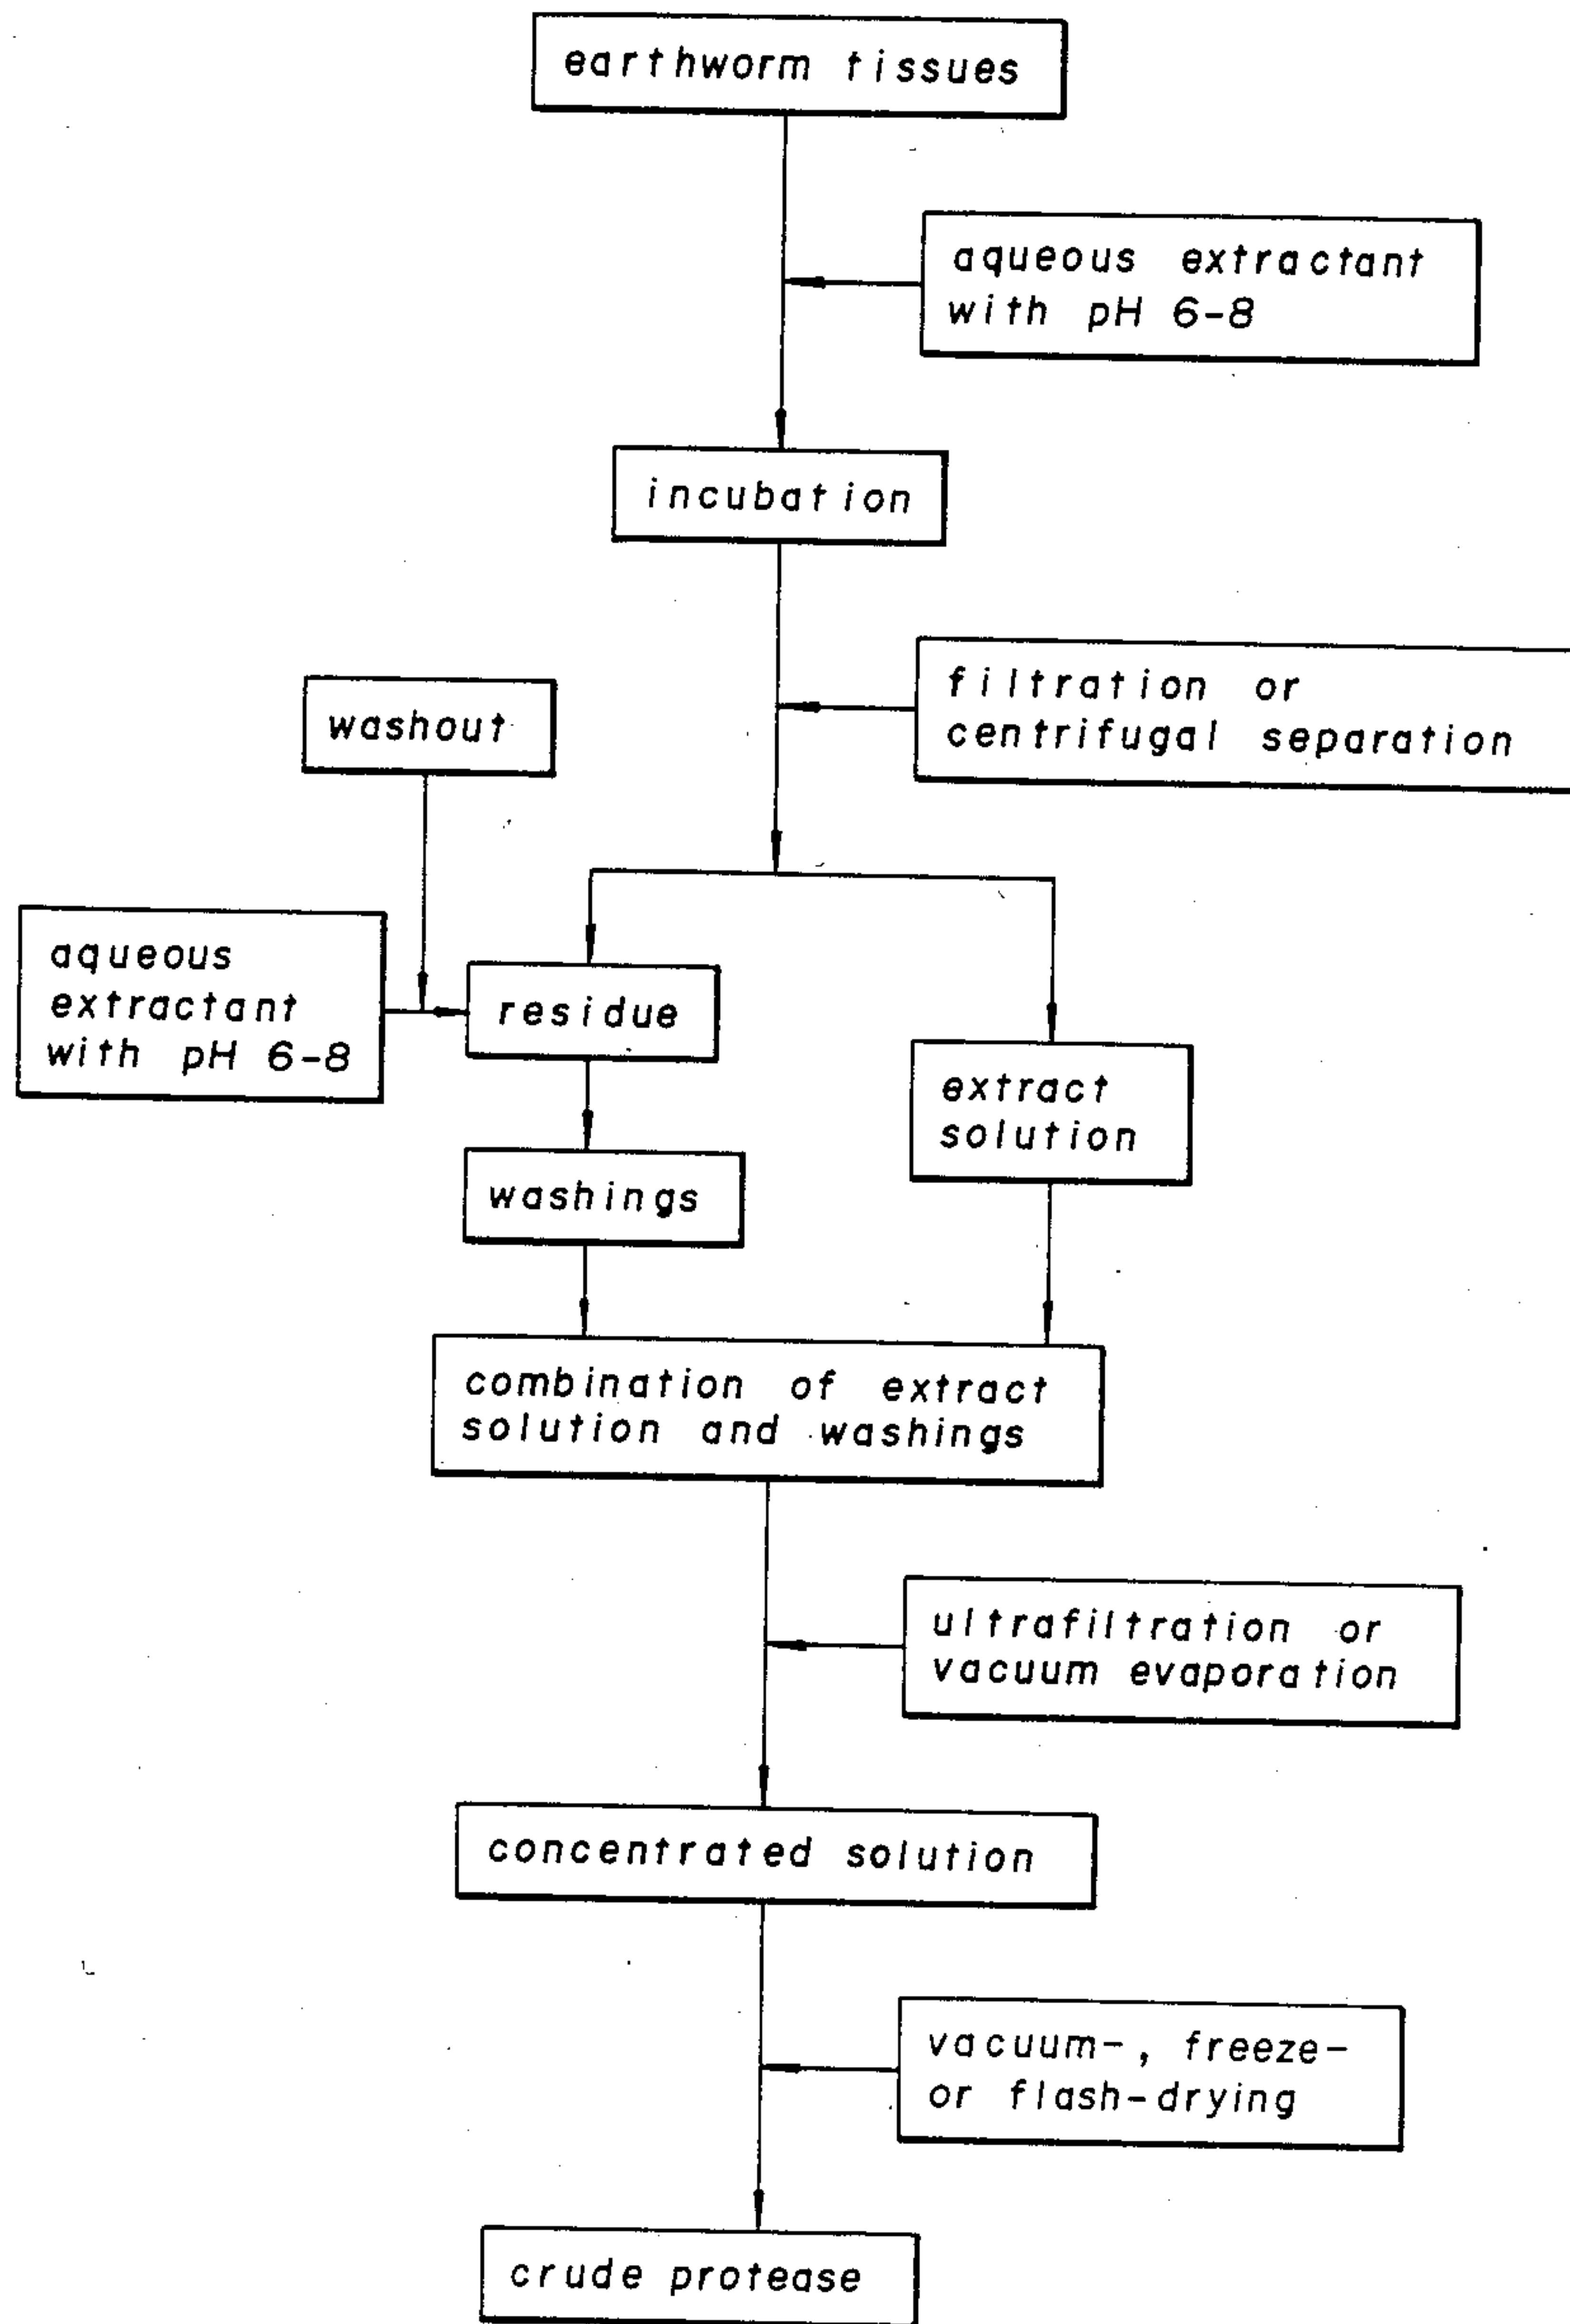 earthworm tissues
aqueous extractant
with pH 6-8
incubation
filtration or
centrifugal separation
washout
aqueous
extractant
with pH 6-8
residue
extract
solution
washings
combination of extract
solution and washings
ultrafiltration or
vacuum evaporation
concentrated solution
vacuum-, freeze-
or flash-drying
crude protease